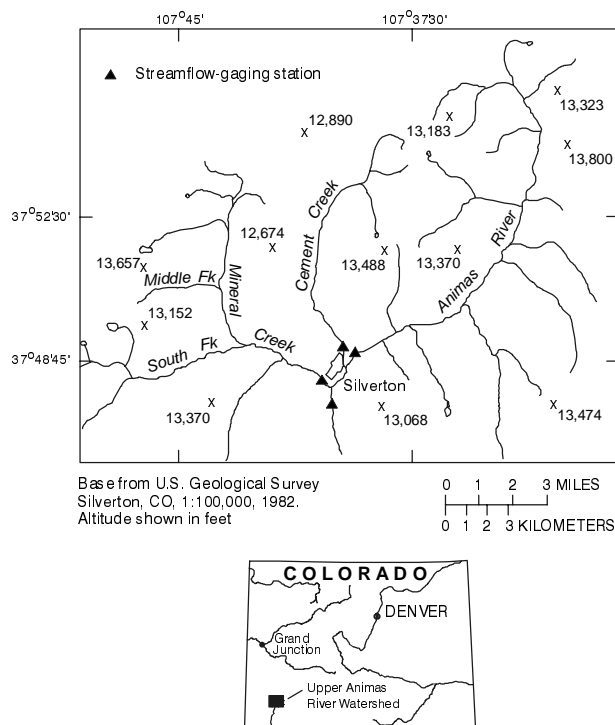 107°45'
107°37'30"
Streamflow-gaging station
13,323
12,890
13,183
13,800
37°52'30"
12,674
Cement Creek
River
13,657
13,488
13,370
Middle Fk
Mineral
Animas
13,152
South Fk
Creek
37°48'45"
Silverton
13,370
13,068
13,474
Base from U.S. Geological Survey
Silverton, CO, 1:100,000, 1982.
Altitude shown in feet
0 1 2 3 MILES
0 1 2 3 KILOMETERS
COLORADO
DENVER
Grand
Junction
Upper Animas
River Watershed